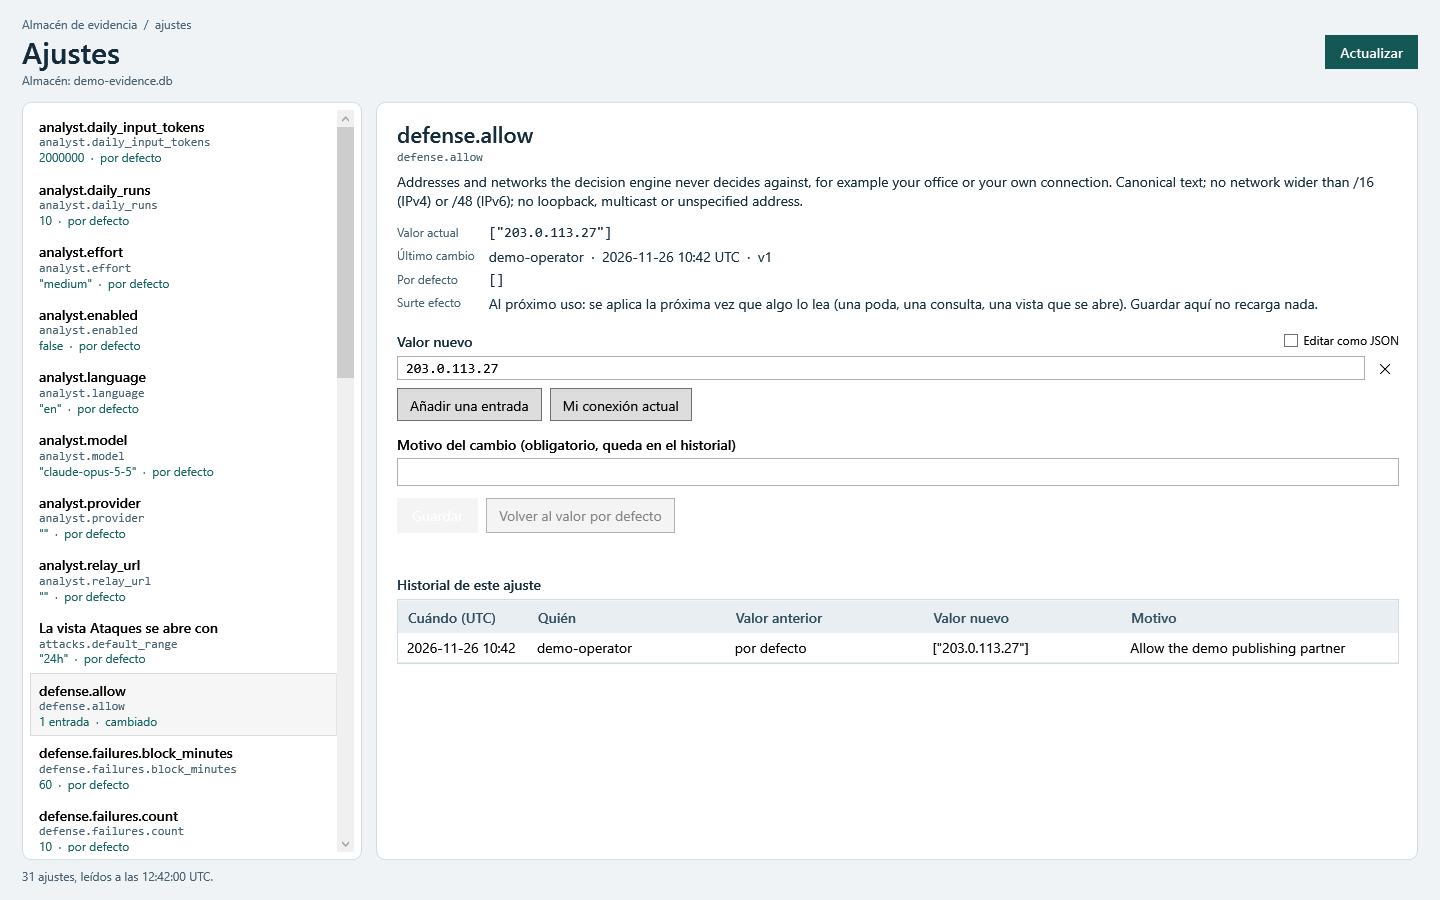 Almacén de evidencia / ajustes
Ajustes
Almacén: demo-evidence.db
Actualizar
analyst.daily_input_tokens
analyst.daily_input_tokens
2000000 · por defecto
analyst.daily_runs
analyst.daily_runs
10 · por defecto
analyst.effort
analyst.effort
"medium" · por defecto
analyst.enabled
analyst.enabled
false · por defecto
analyst.language
analyst.language
"en" · por defecto
analyst.model
analyst.model
"claude-opus-5-5" · por defecto
analyst.provider
analyst.provider
"" · por defecto
analyst.relay_url
analyst.relay_url
"" · por defecto
La vista Ataques se abre con
attacks.default_range
"24h" · por defecto
defense.allow
defense.allow
1 entrada · cambiado
defense.failures.block_minutes
defense.failures.block_minutes
60 · por defecto
defense.failures.count
defense.failures.count
10 · por defecto
defense.allow
defense.allow
Addresses and networks the decision engine never decides against, for example your office or your own connection. Canonical text; no network wider than /16
(IPv4) or /48 (IPv6); no loopback, multicast or unspecified address.
Valor actual ["203.0.113.27"]
Último cambio demo-operator · 2026-11-26 10:42 UTC · v1
Por defecto []
Surte efecto Al próximo uso: se aplica la próxima vez que algo lo lea (una poda, una consulta, una vista que se abre). Guardar aquí no recarga nada.
Valor nuevo Editar como JSON
203.0.113.27
Añadir una entrada Mi conexión actual
Motivo del cambio (obligatorio, queda en el historial)
Guardar Volver al valor por defecto
Historial de este ajuste
Cuándo (UTC) Quién Valor anterior Valor nuevo Motivo
2026-11-26 10:42 demo-operator por defecto ["203.0.113.27"] Allow the demo publishing partner
31 ajustes, leídos a las 12:42:00 UTC.